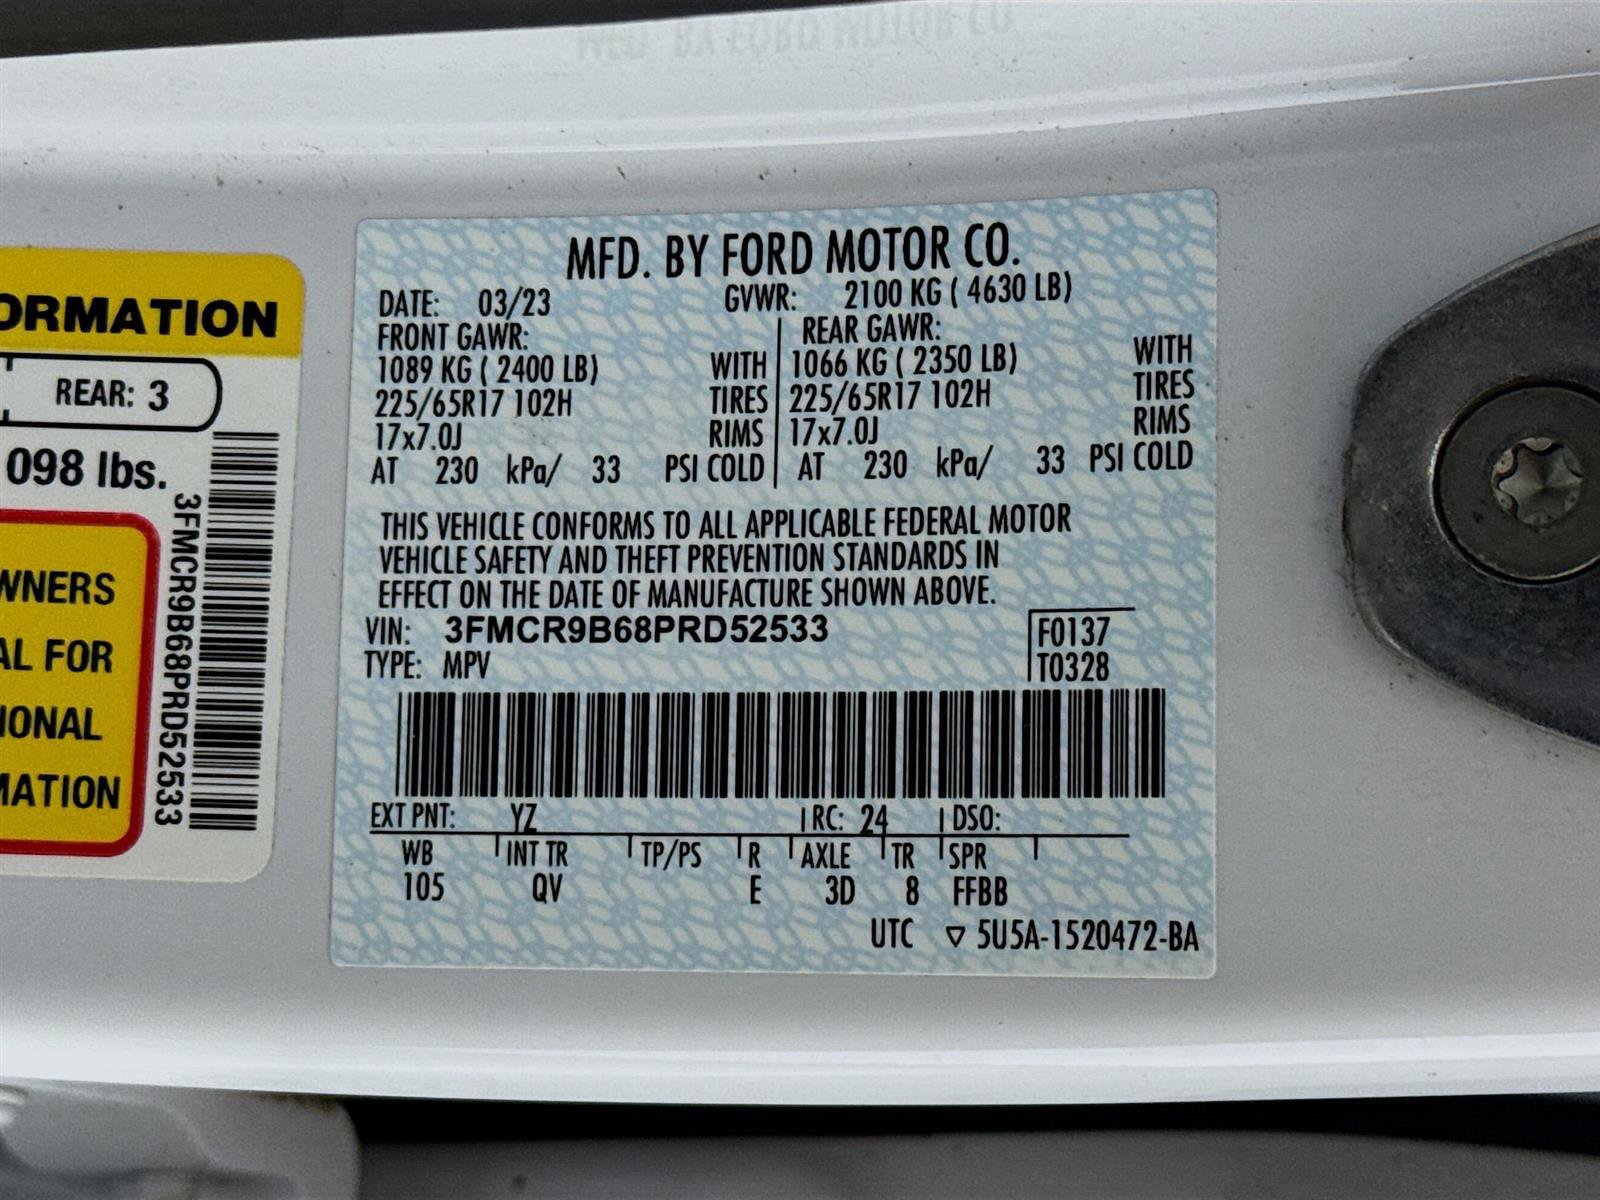 MFD. BY FORD MOTOR CO.
DATE: 03/23 GVWR: 2100 KG ( 4630 LB)
FRONT GAWR: REAR GAWR:
1089 KG ( 2400 LB) WITH 1066 KG ( 2350 LB) WITH
225/65R17 102H TIRES 225/65R17 102H TIRES
17x7.0J RIMS 17x7.0J RIMS
AT 230 kPa/ 33 PSI COLD AT 230 kPa/ 33 PSI COLD
THIS VEHICLE CONFORMS TO ALL APPLICABLE FEDERAL MOTOR
VEHICLE SAFETY AND THEFT PREVENTION STANDARDS IN
EFFECT ON THE DATE OF MANUFACTURE SHOWN ABOVE.
VIN: 3FMCR9B68PRD52533 F0137
TYPE: MPV T0328
EXT PNT: YZ RC: 24 DSO:
WB INT TR TP/PS R AXLE TR SPR
105 QV E 3D 8 FFBB
UTC ▽ 5U5A-1520472-BA
ORMATION
REAR: 3
098 lbs.
WNERS
AL FOR
IONAL
MATION
3FMCR9B68PRD52533